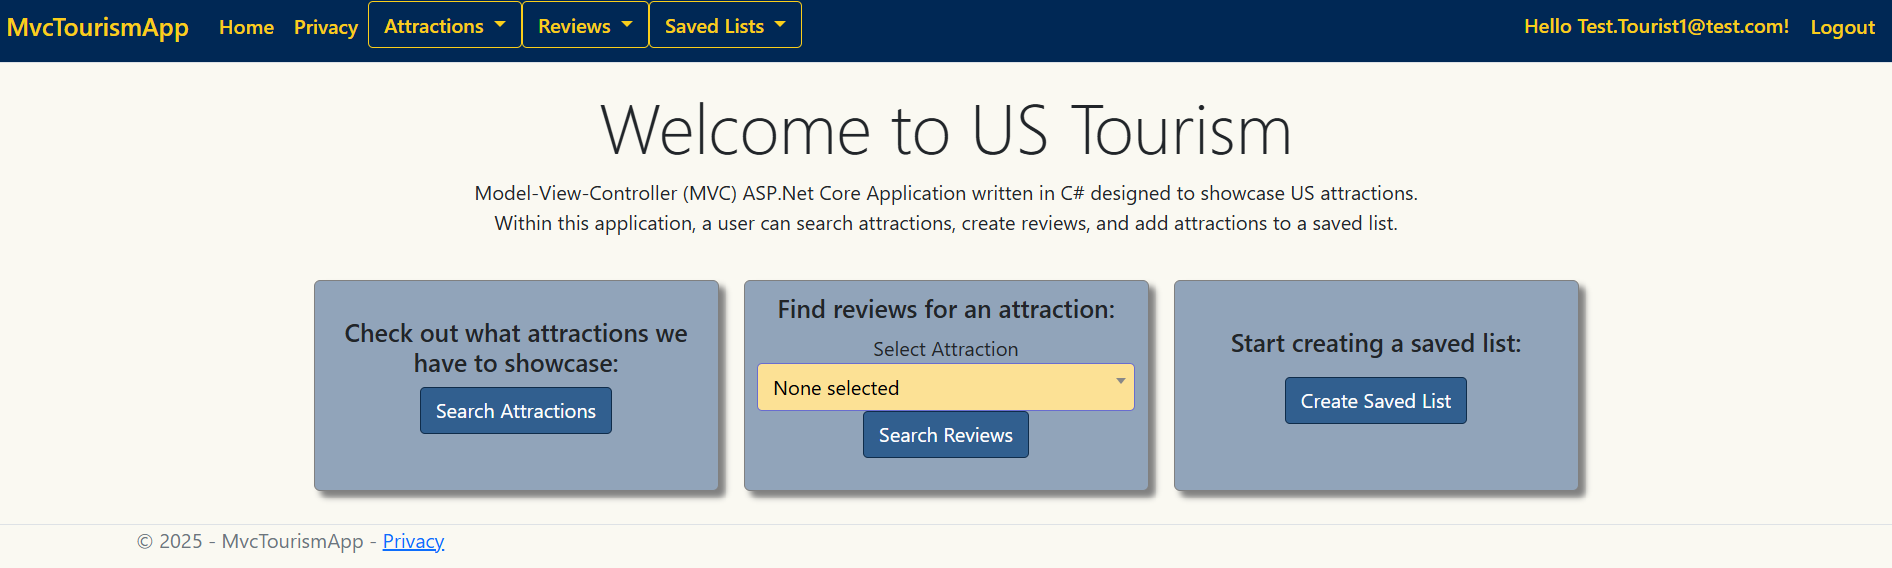 MvcTourismApp Home Privacy Attractions Reviews Saved Lists Hello Test.Tourist1@test.com! Logout
Welcome to US Tourism
Model-View-Controller (MVC) ASP.Net Core Application written in C# designed to showcase US attractions.
Within this application, a user can search attractions, create reviews, and add attractions to a saved list.
Check out what attractions we
have to showcase:
Search Attractions
Find reviews for an attraction:
Select Attraction
None selected
Search Reviews
Start creating a saved list:
Create Saved List
© 2025 - MvcTourismApp - Privacy